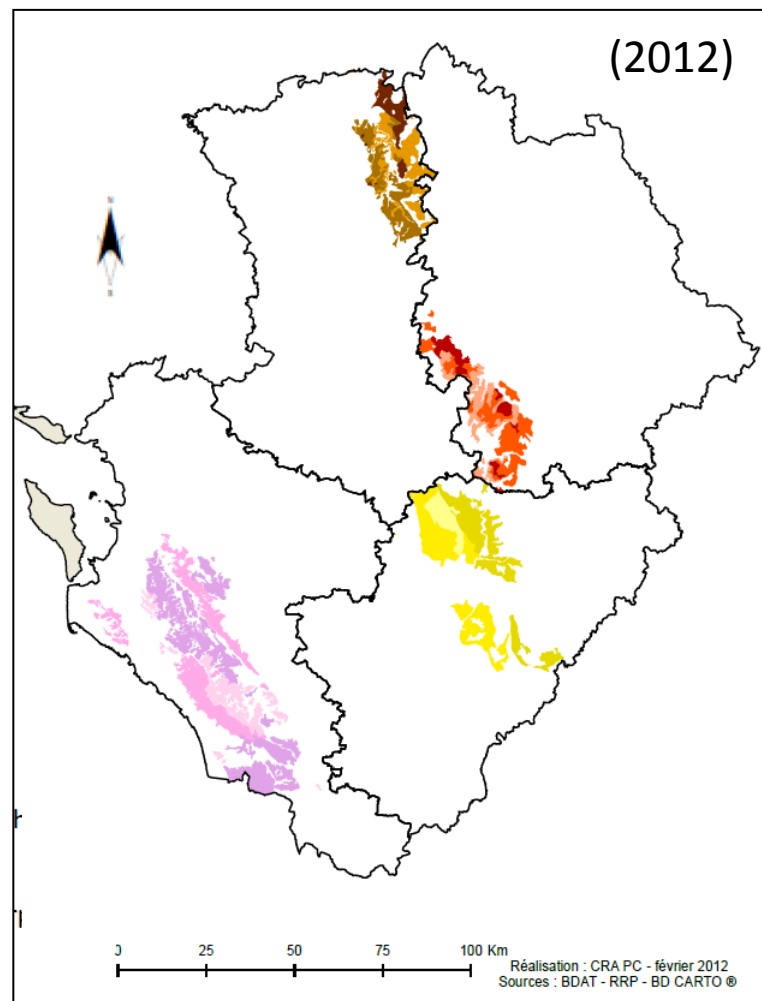 (2012)
N
0 25 50 75 100 Km
Réalisation : CRA PC - février 2012
Sources : BDAT - RRP - BD CARTO ®